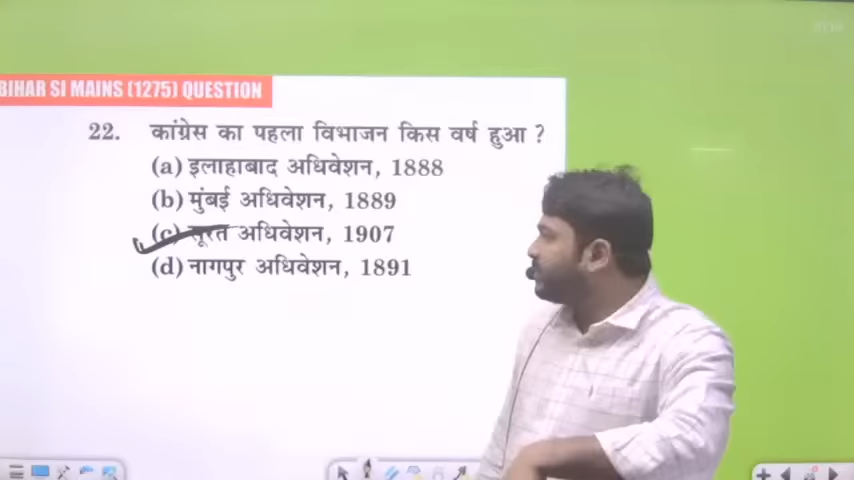 BIHAR SI MAINS (1275) QUESTION
22. कांग्रेस का पहला विभाजन किस वर्ष हुआ ?
(a) इलाहाबाद अधिवेशन, 1888
(b) मुंबई अधिवेशन, 1889
(c) सूरत अधिवेशन, 1907
(d) नागपुर अधिवेशन, 1891